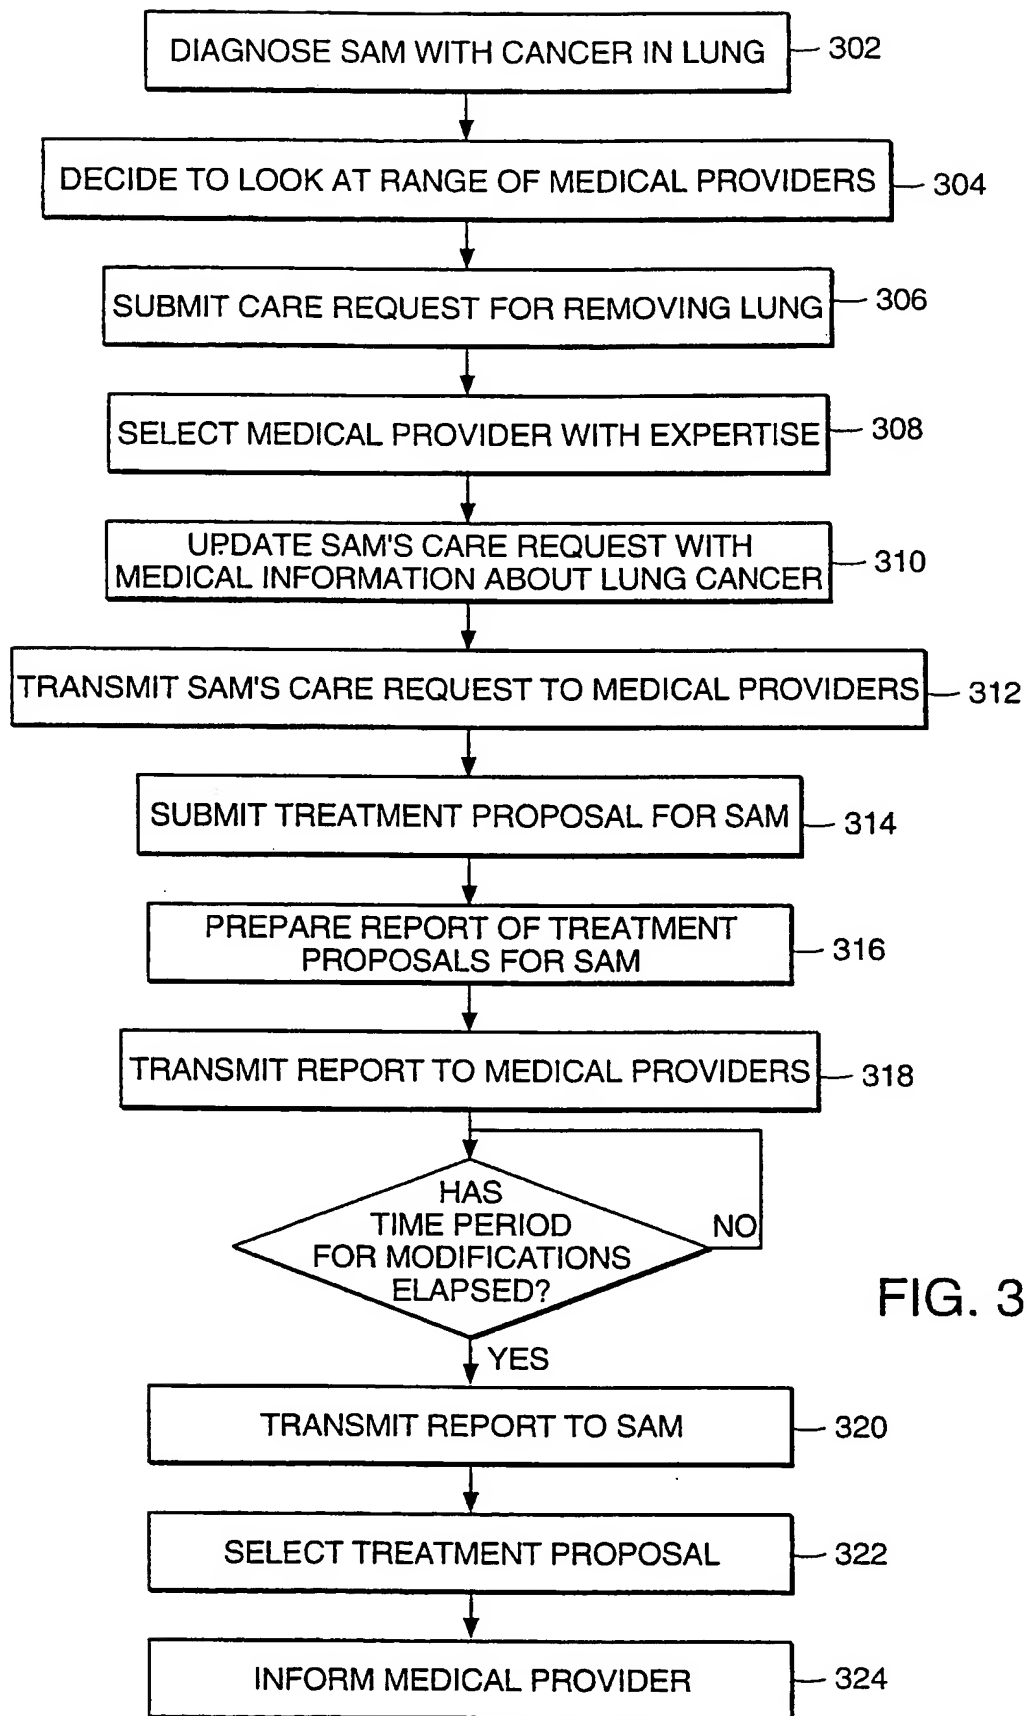 DIAGNOSE SAM WITH CANCER IN LUNG
302
DECIDE TO LOOK AT RANGE OF MEDICAL PROVIDERS
304
SUBMIT CARE REQUEST FOR REMOVING LUNG
306
SELECT MEDICAL PROVIDER WITH EXPERTISE
308
UPDATE SAM'S CARE REQUEST WITH
MEDICAL INFORMATION ABOUT LUNG CANCER
310
TRANSMIT SAM'S CARE REQUEST TO MEDICAL PROVIDERS
312
SUBMIT TREATMENT PROPOSAL FOR SAM
314
PREPARE REPORT OF TREATMENT
PROPOSALS FOR SAM
316
TRANSMIT REPORT TO MEDICAL PROVIDERS
318
HAS
TIME PERIOD
FOR MODIFICATIONS
ELAPSED?
NO
FIG. 3
YES
TRANSMIT REPORT TO SAM
320
SELECT TREATMENT PROPOSAL
322
INFORM MEDICAL PROVIDER
324